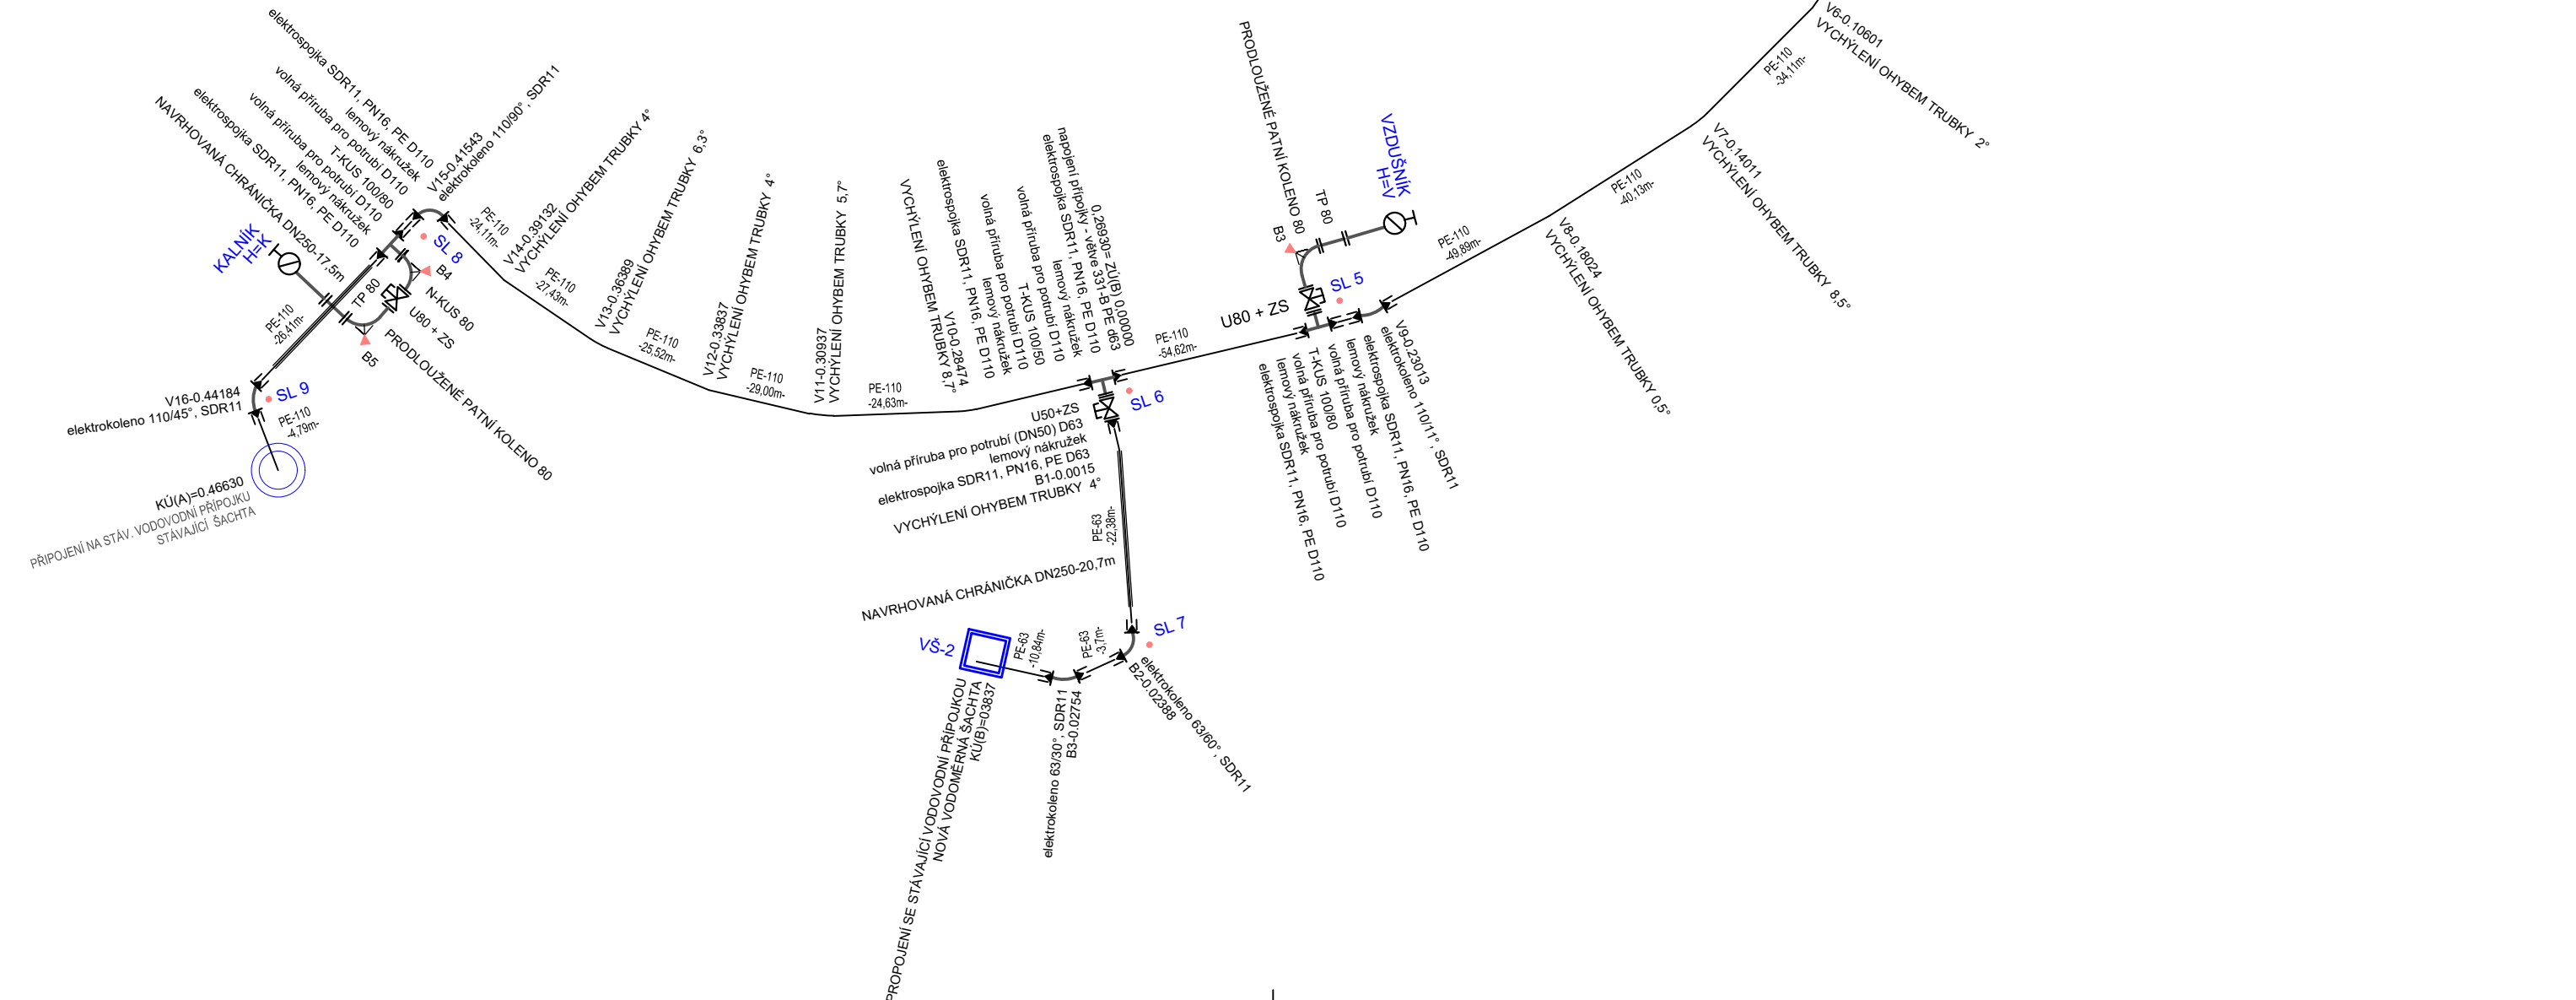 elektrospojka SDR11, PN16, PE D110
lemový nákružek
volná příruba pro potrubí D110
T-KUS 100/80
volná příruba pro potrubí D110
lemový nákružek
elektrospojka SDR11, PN16, PE D110
NAVRHOVANÁ CHRÁNIČKA DN250-17,5m
V15-0.41543
elektrokoleno 110/90°, SDR11
KALNÍK
H=K
SL 8
B4
N-KUS 80
U80 + ZS
TP 80
PRODLOUŽENÉ PATNÍ KOLENO 80
B5
PE-110
-26,41m-
V16-0.44184
elektrokoleno 110/45°, SDR11
SL 9
PE-110
-4,79m-
KÚ(A)=0.46630
PŘIPOJENÍ NA STÁV. VODOVODNÍ PŘÍPOJKU
STÁVAJÍCÍ ŠACHTA
PE-110
-24,11m-
V14-0.39132
VYCHÝLENÍ OHYBEM TRUBKY 4°
PE-110
-27,43m-
V13-0.36389
VYCHÝLENÍ OHYBEM TRUBKY 6,3°
PE-110
-25,52m-
V12-0.33837
VYCHÝLENÍ OHYBEM TRUBKY 4°
PE-110
-29,00m-
V11-0.30937
VYCHÝLENÍ OHYBEM TRUBKY 5,7°
PE-110
-24,63m-
V10-0.28474
VYCHÝLENÍ OHYBEM TRUBKY 8,7°
elektrospojka SDR11, PN16, PE D110
lemový nákružek
volná příruba pro potrubí D110
T-KUS 100/50
volná příruba pro potrubí D110
lemový nákružek
elektrospojka SDR11, PN16, PE D110
napojení přípojky - větve 331-B PE d63
0,26930= ZÚ(B) 0,00000
SL 6
U50+ZS
volná příruba pro potrubí (DN50) D63
lemový nákružek
elektrospojka SDR11, PN16, PE D63
B1-0.0015
VYCHÝLENÍ OHYBEM TRUBKY 4°
PE-63
-22,38m-
NAVRHOVANÁ CHRÁNIČKA DN250-20,7m
SL 7
elektrokoleno 63/60°, SDR11
B2-0.02388
PE-63
-3,7m-
elektrokoleno 63/30°, SDR11
B3-0.02754
PE-63
-10,84m-
VŠ-2
PROPOJENÍ SE STÁVAJÍCÍ VODOVODNÍ PŘÍPOJKOU
NOVÁ VODOMĚRNÁ ŠACHTA
KÚ(B)=03837
PE-110
-54,62m-
PRODLOUŽENÉ PATNÍ KOLENO 80
B3
TP 80
VZDUŠNÍK
H=V
SL 5
U80 + ZS
V9-0.23013
elektrokoleno 110/11°, SDR11
elektrospojka SDR11, PN16, PE D110
lemový nákružek
volná příruba pro potrubí D110
T-KUS 100/80
volná příruba pro potrubí D110
lemový nákružek
elektrospojka SDR11, PN16, PE D110
PE-110
-49,89m-
V8-0.18024
VYCHÝLENÍ OHYBEM TRUBKY 0,5°
PE-110
-40,13m-
V7-0.14011
VYCHÝLENÍ OHYBEM TRUBKY 8,5°
PE-110
-34,11m-
V6-0.10601
VYCHÝLENÍ OHYBEM TRUBKY 2°